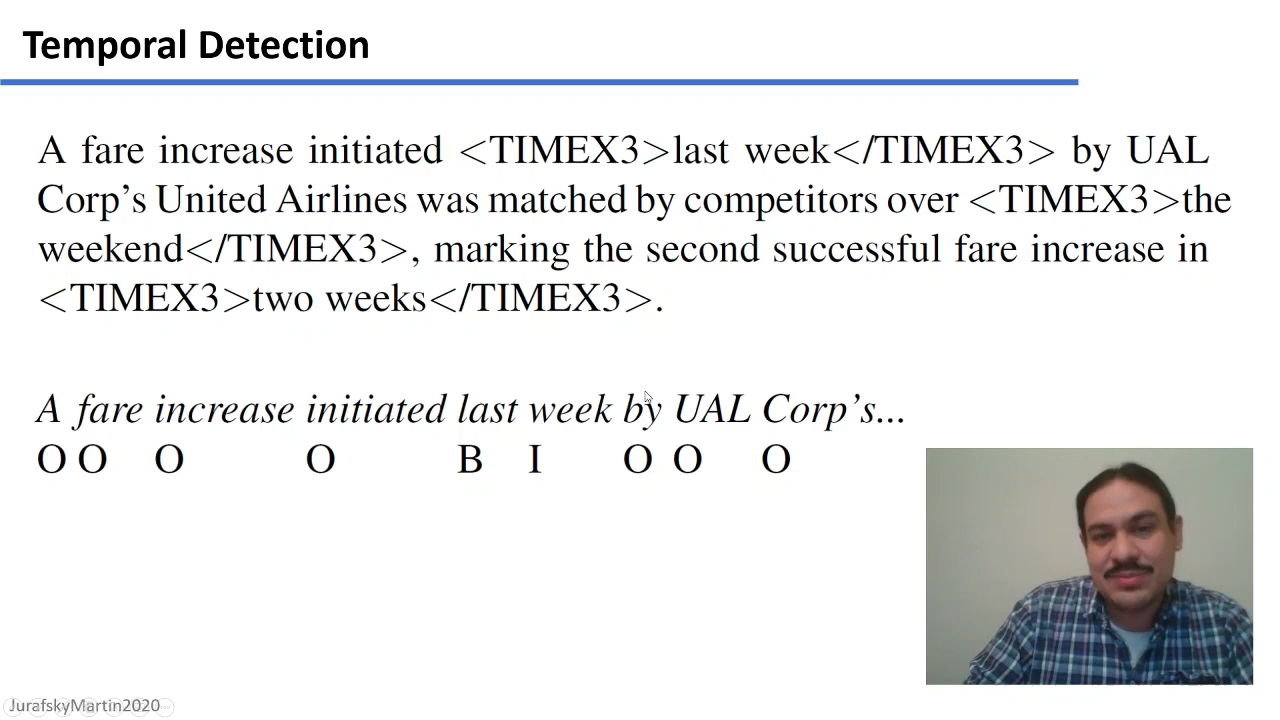 Temporal Detection
A fare increase initiated <TIMEX3>last week</TIMEX3> by UAL
Corp’s United Airlines was matched by competitors over <TIMEX3>the
weekend</TIMEX3>, marking the second successful fare increase in
<TIMEX3>two weeks</TIMEX3>.
A fare increase initiated last week by UAL Corp’s...
O O O O B I O O O
JurafskyMartin2020